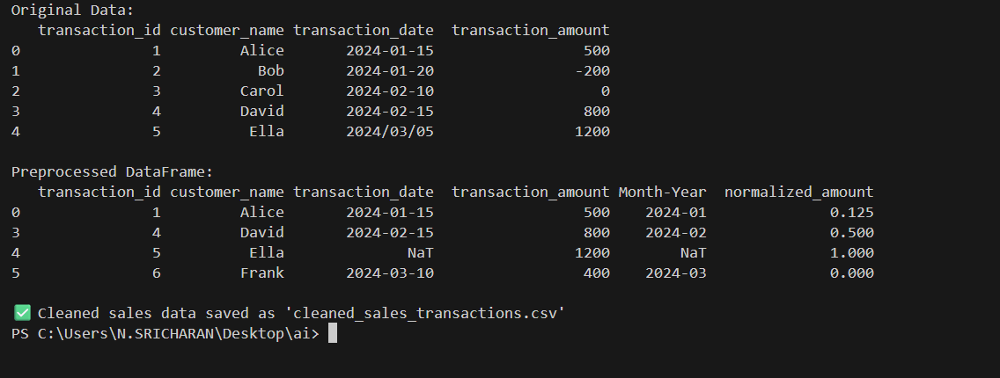 Original Data:
   transaction_id customer_name transaction_date  transaction_amount
0               1         Alice       2024-01-15                 500
1               2           Bob       2024-01-20                -200
2               3         Carol       2024-02-10                   0
3               4         David       2024-02-15                 800
4               5          Ella       2024/03/05                1200
Preprocessed DataFrame:
   transaction_id customer_name transaction_date  transaction_amount Month-Year  normalized_amount
0               1         Alice       2024-01-15                 500    2024-01              0.125
3               4         David       2024-02-15                 800    2024-02              0.500
4               5          Ella              NaT                1200        NaT              1.000
5               6         Frank       2024-03-10                 400    2024-03              0.000
✅ Cleaned sales data saved as 'cleaned_sales_transactions.csv'
PS C:\Users\N.SRICHARAN\Desktop\ai>